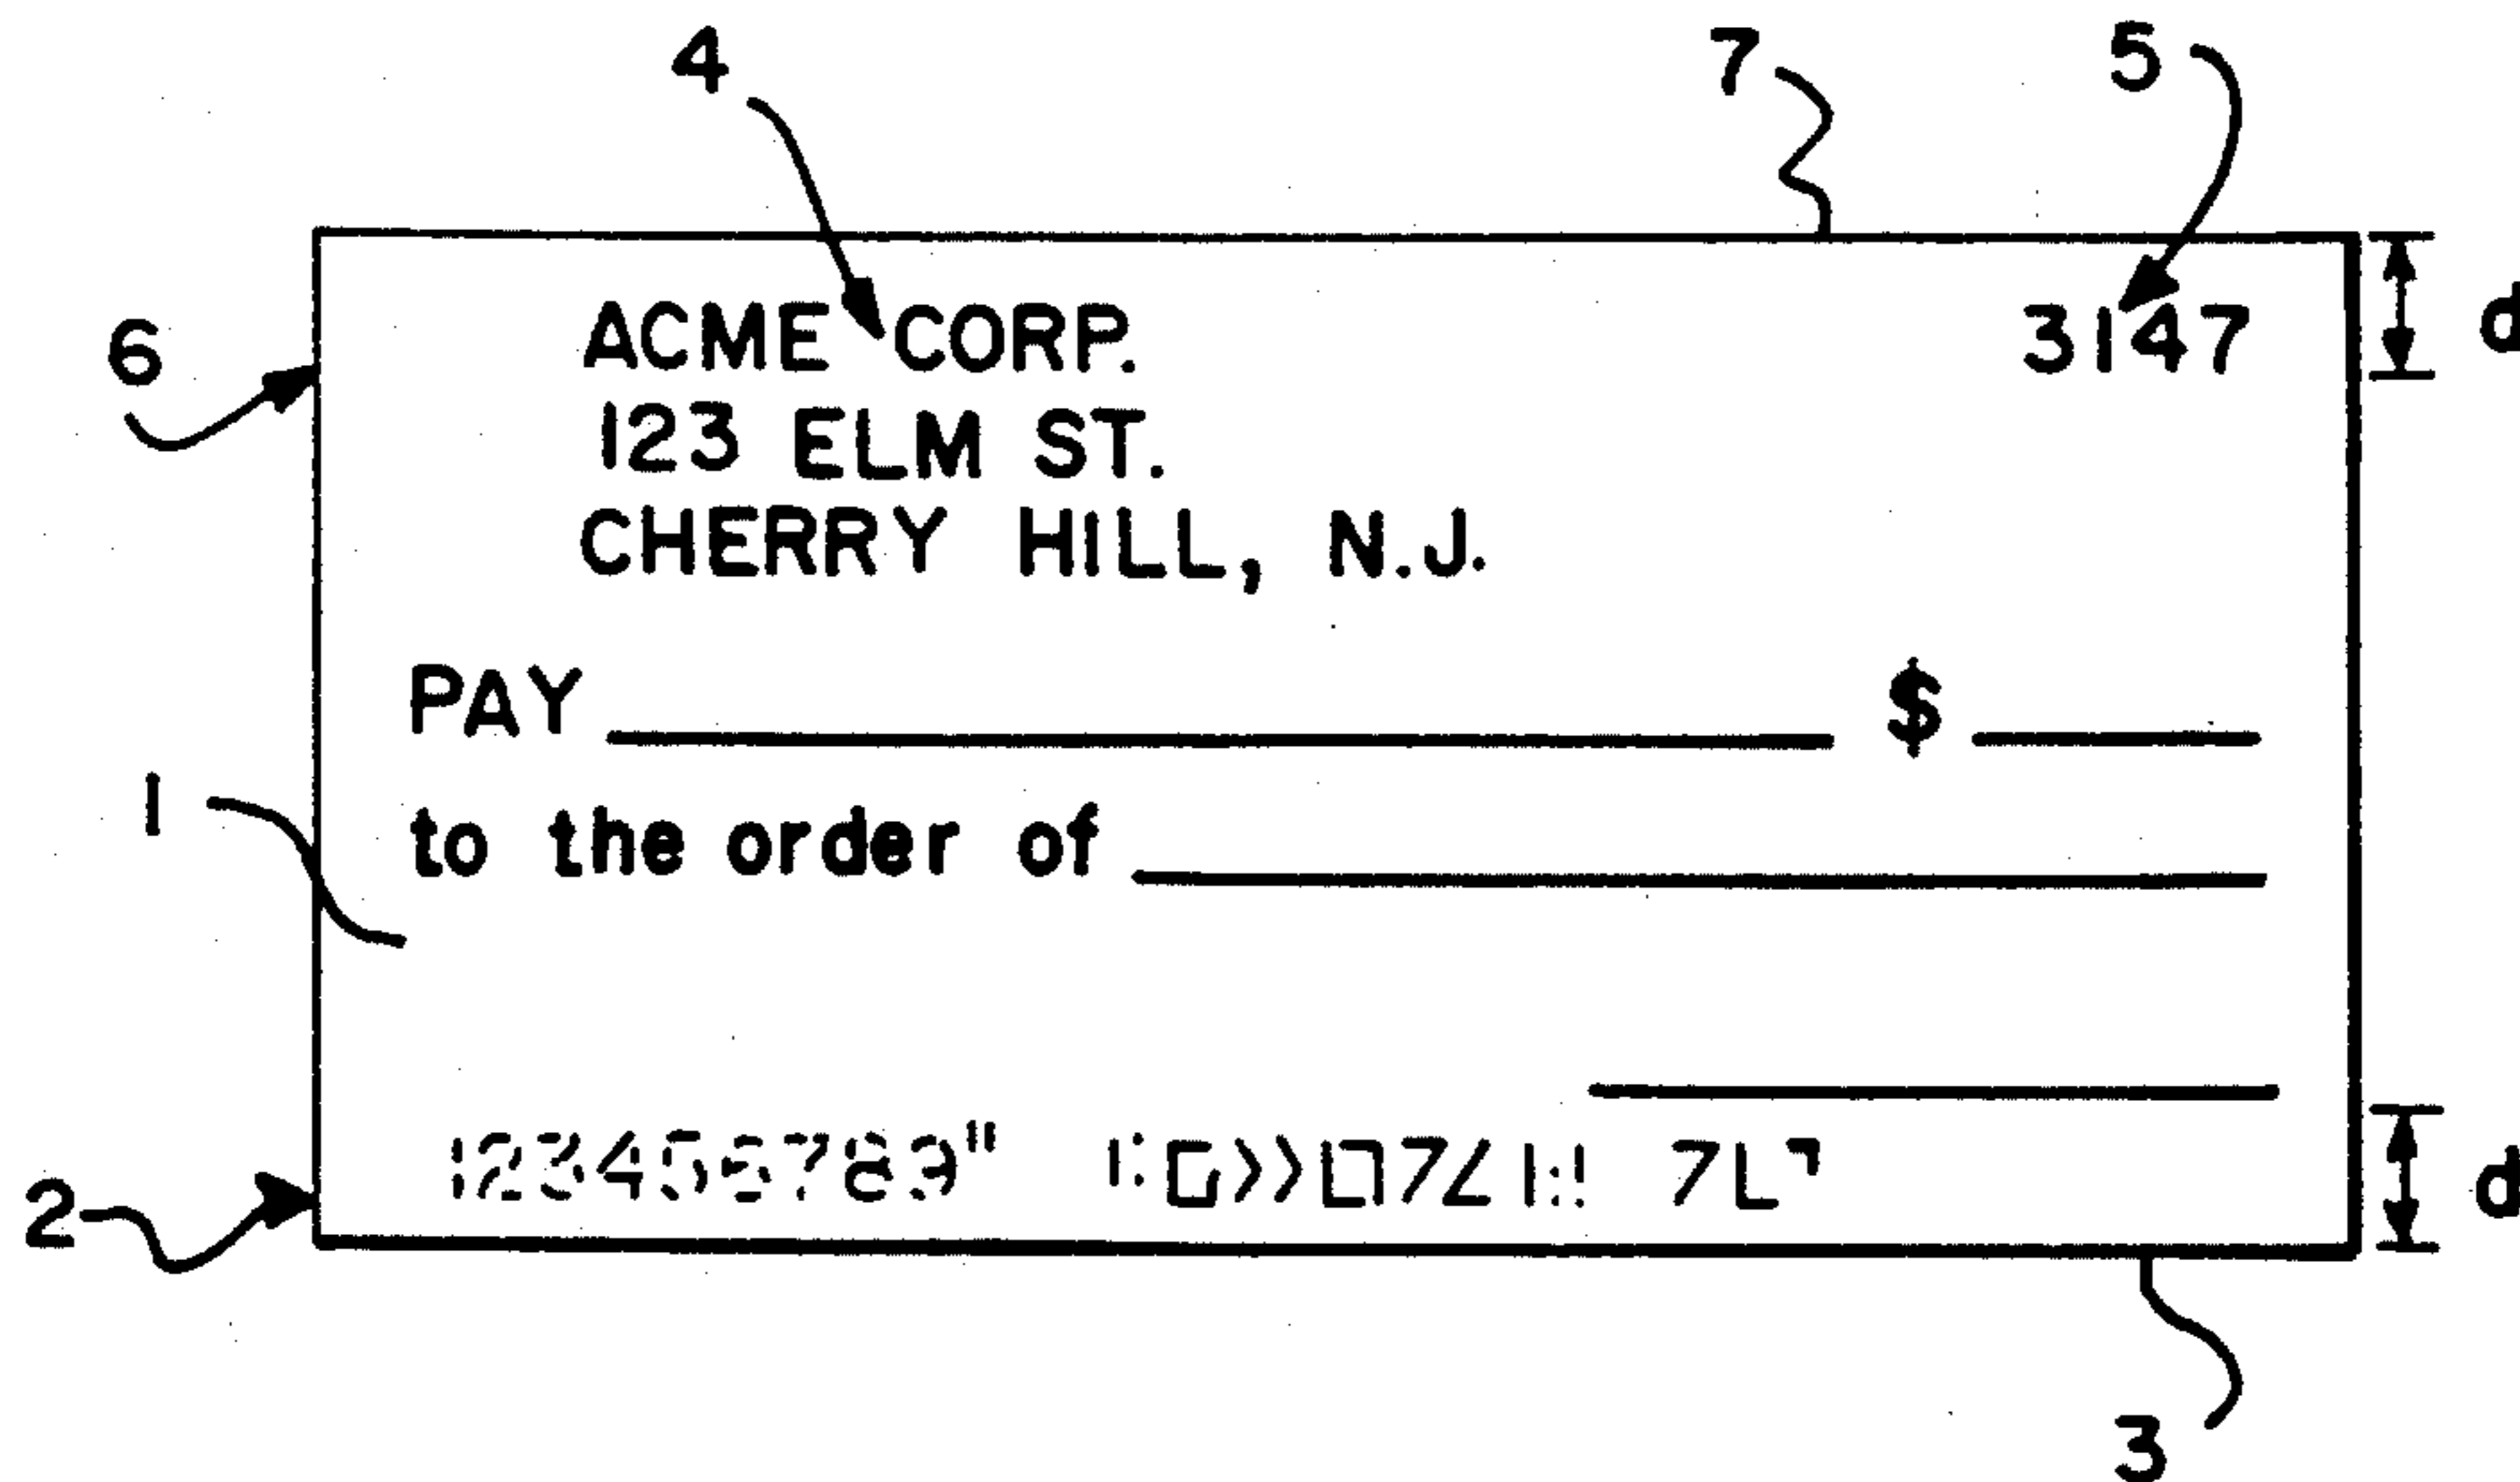 4 7 5
ACME CORP. 3147 d
6
123 ELM ST.
CHERRY HILL, N.J.
PAY $
1
to the order of
123456789"
2 d
3